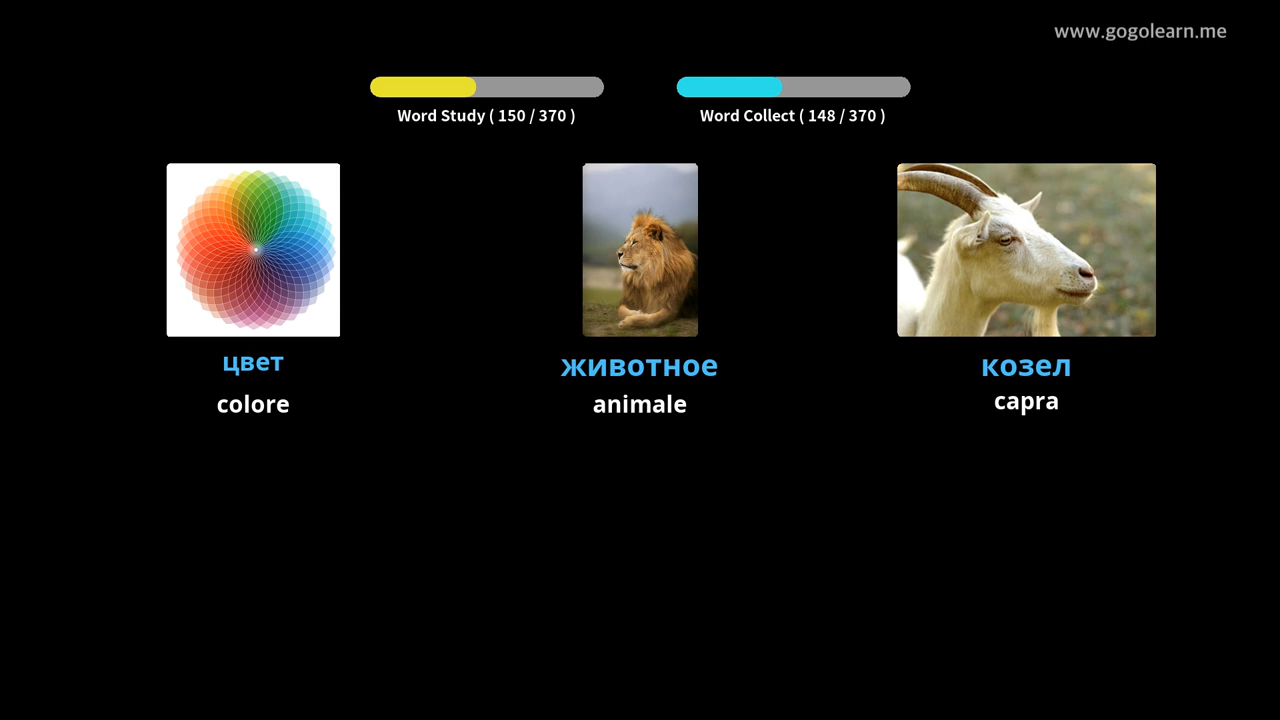 www.gogolearn.me
Word Study ( 150 / 370 )
Word Collect ( 148 / 370 )
цвет
животное
козел
colore
animale
capra